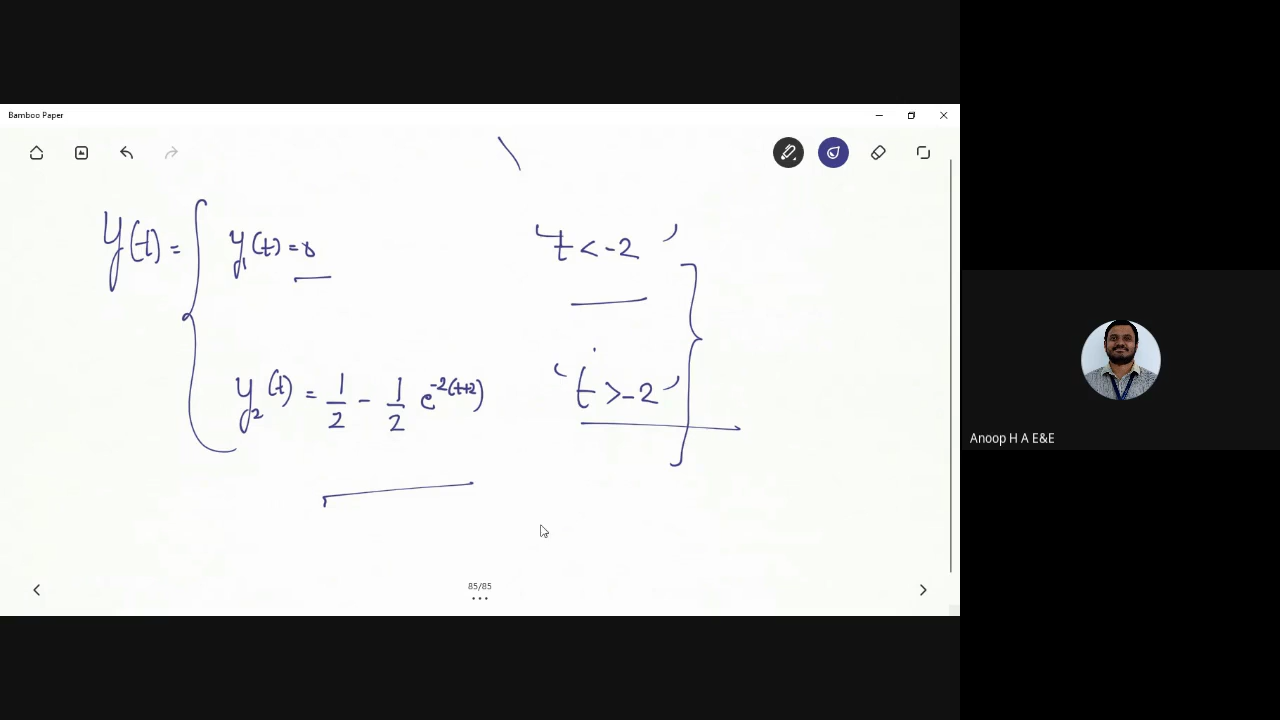 Bamboo Paper
y(t) = { y₁(t) = 0 't < -2'
y₂(t) = 1/2 - 1/2 e^{-2(t+2)} 't > -2' }
85/85
Anoop H A E&E